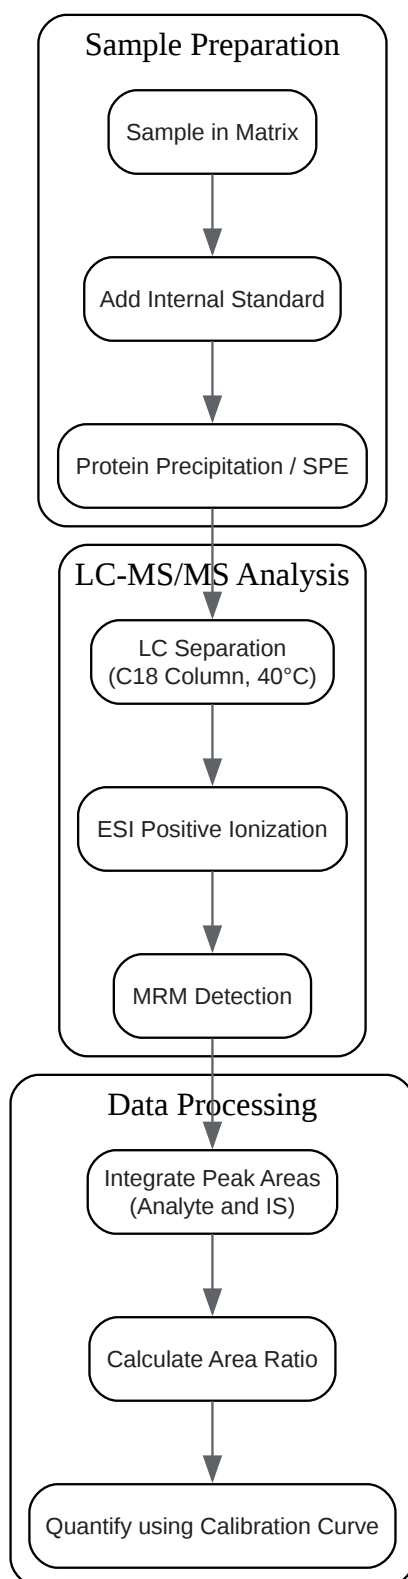 Sample Preparation
Sample in Matrix
Add Internal Standard
Protein Precipitation / SPE
LC-MS/MS Analysis
LC Separation
(C18 Column, 40°C)
ESI Positive Ionization
MRM Detection
Data Processing
Integrate Peak Areas
(Analyte and IS)
Calculate Area Ratio
Quantify using Calibration Curve